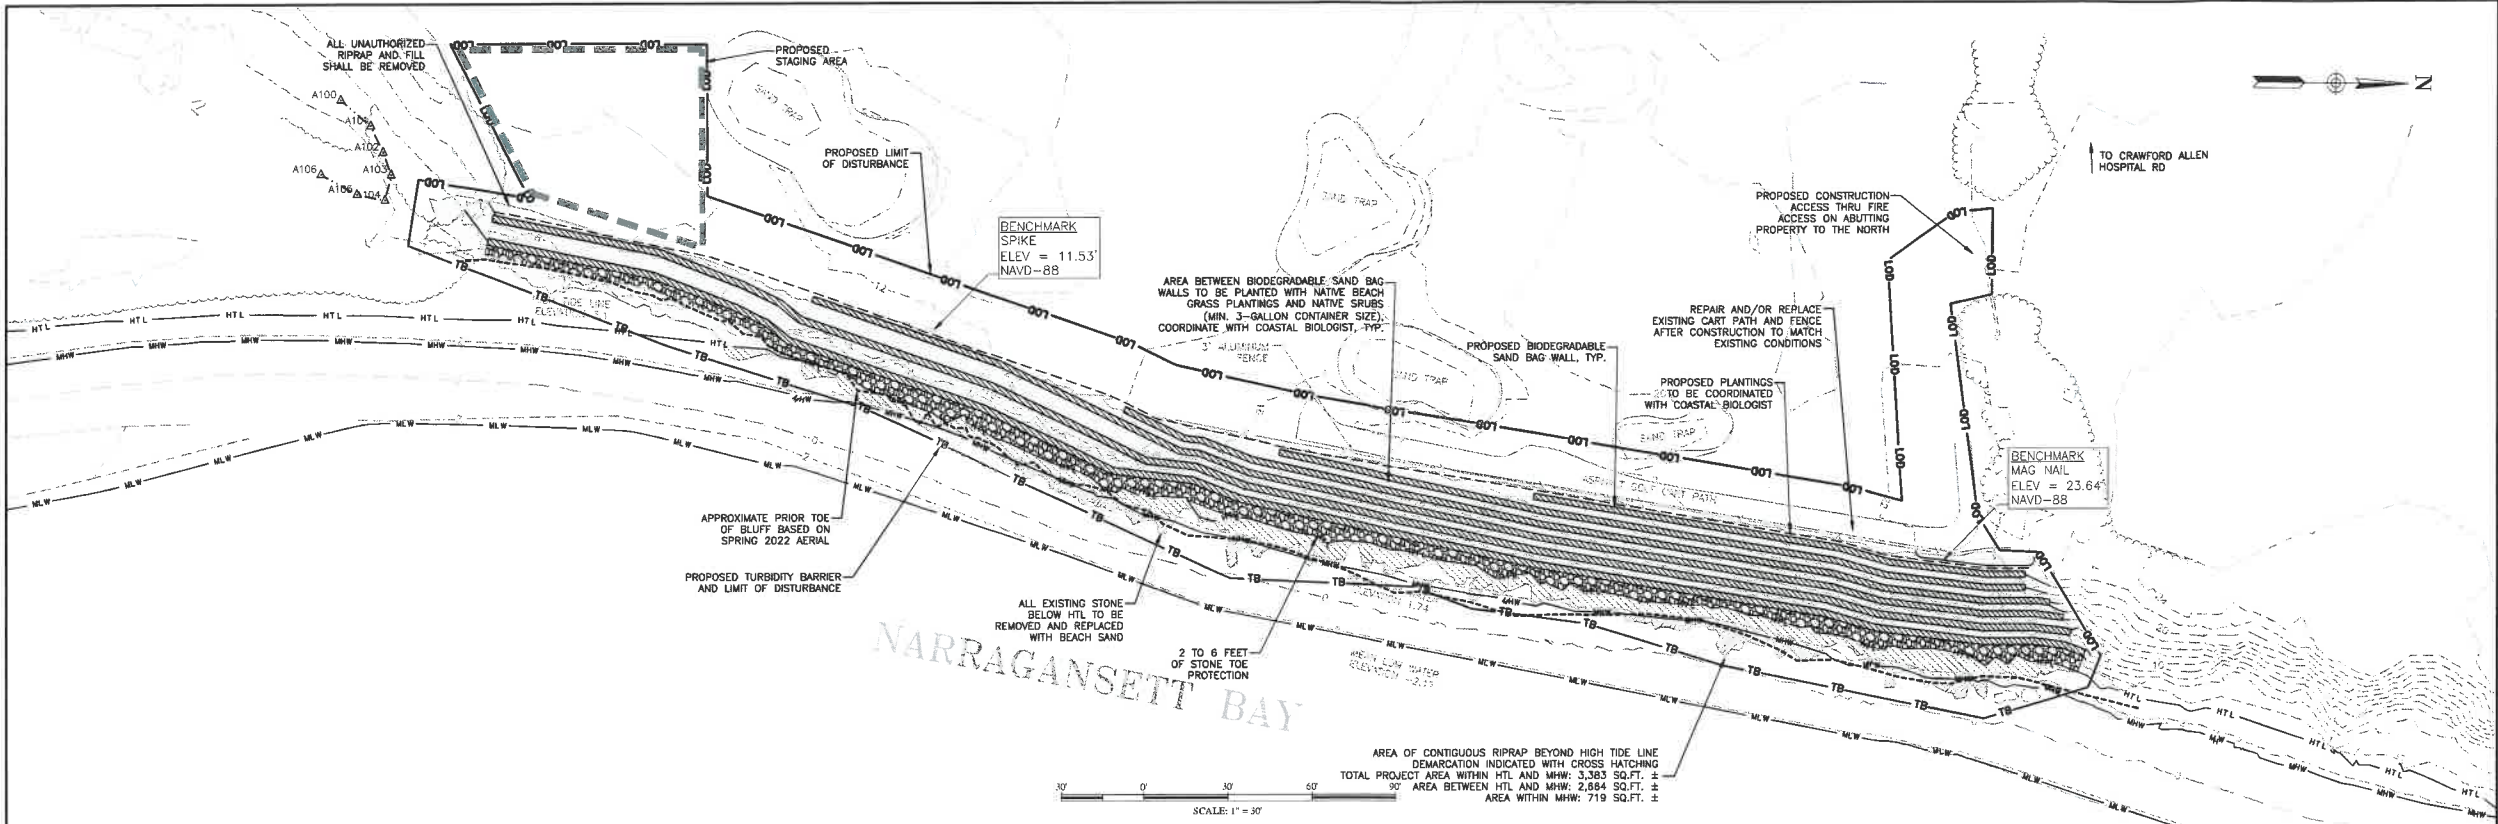 ALL UNAUTHORIZED
RIPRAP AND FILL
SHALL BE REMOVED
PROPOSED
STAGING AREA
A100
A101
A102
A103
A104
A105
A106
SAND TRAP
PROPOSED LIMIT
OF DISTURBANCE
BENCHMARK
SPIKE
ELEV = 11.53'
NAVD-88
SAND TRAP
N
TO CRAWFORD ALLEN
HOSPITAL RD
PROPOSED CONSTRUCTION
ACCESS THRU FIRE
ACCESS ON ABUTTING
PROPERTY TO THE NORTH
AREA BETWEEN BIODEGRADABLE SAND BAG
WALLS TO BE PLANTED WITH NATIVE BEACH
GRASS PLANTINGS AND NATIVE SRUBS
(MIN. 3-GALLON CONTAINER SIZE),
COORDINATE WITH COASTAL BIOLOGIST, TYP.
3' ALUMINUM
FENCE
SAND TRAP
PROPOSED BIODEGRADABLE
SAND BAG WALL, TYP.
REPAIR AND/OR REPLACE
EXISTING CART PATH AND FENCE
AFTER CONSTRUCTION TO MATCH
EXISTING CONDITIONS
PROPOSED PLANTINGS
TO BE COORDINATED
WITH COASTAL BIOLOGIST
SAND TRAP
ASPHALT GOLF CART PATH
BENCHMARK
MAG NAIL
ELEV = 23.64'
NAVD-88
TIDE LINE
HTL
MHW
MLW
LOD
TB
APPROXIMATE PRIOR TOE
OF BLUFF BASED ON
SPRING 2022 AERIAL
PROPOSED TURBIDITY BARRIER
AND LIMIT OF DISTURBANCE
ALL EXISTING STONE
BELOW HTL TO BE
REMOVED AND REPLACED
WITH BEACH SAND
2 TO 6 FEET
OF STONE TOE
PROTECTION
MEAN LOW WATER
NARRAGANSETT BAY
AREA OF CONTIGUOUS RIPRAP BEYOND HIGH TIDE LINE
DEMARCATION INDICATED WITH CROSS HATCHING
TOTAL PROJECT AREA WITHIN HTL AND MHW: 3,383 SQ.FT. ±
AREA BETWEEN HTL AND MHW: 2,664 SQ.FT. ±
AREA WITHIN MHW: 719 SQ.FT. ±
30' 0' 30' 60' 90'
SCALE: 1" = 30'